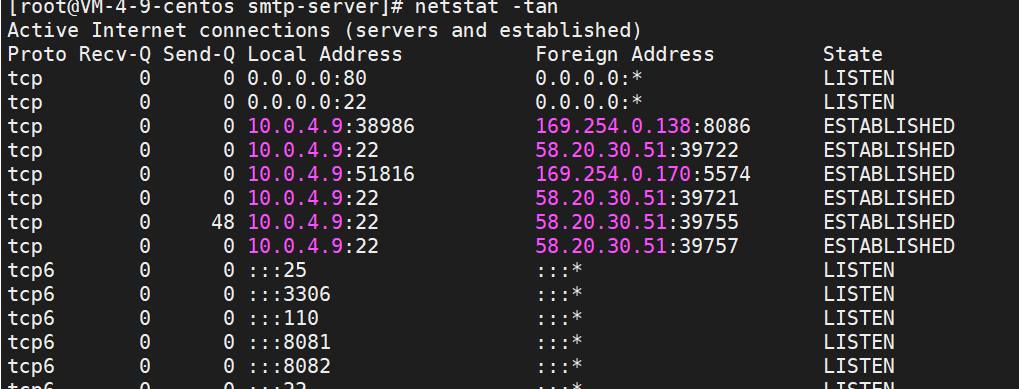 [root@VM-4-9-centos smtp-server]# netstat -tan
Active Internet connections (servers and established)
Proto Recv-Q Send-Q Local Address           Foreign Address         State
tcp        0      0 0.0.0.0:80              0.0.0.0:*               LISTEN
tcp        0      0 0.0.0.0:22              0.0.0.0:*               LISTEN
tcp        0      0 10.0.4.9:38986          169.254.0.138:8086      ESTABLISHED
tcp        0      0 10.0.4.9:22             58.20.30.51:39722       ESTABLISHED
tcp        0      0 10.0.4.9:51816          169.254.0.170:5574      ESTABLISHED
tcp        0      0 10.0.4.9:22             58.20.30.51:39721       ESTABLISHED
tcp        0     48 10.0.4.9:22             58.20.30.51:39755       ESTABLISHED
tcp        0      0 10.0.4.9:22             58.20.30.51:39757       ESTABLISHED
tcp6       0      0 :::25                   :::*                    LISTEN
tcp6       0      0 :::3306                 :::*                    LISTEN
tcp6       0      0 :::110                  :::*                    LISTEN
tcp6       0      0 :::8081                 :::*                    LISTEN
tcp6       0      0 :::8082                 :::*                    LISTEN
tcp6       0      0 :::22                   :::*                    LISTEN